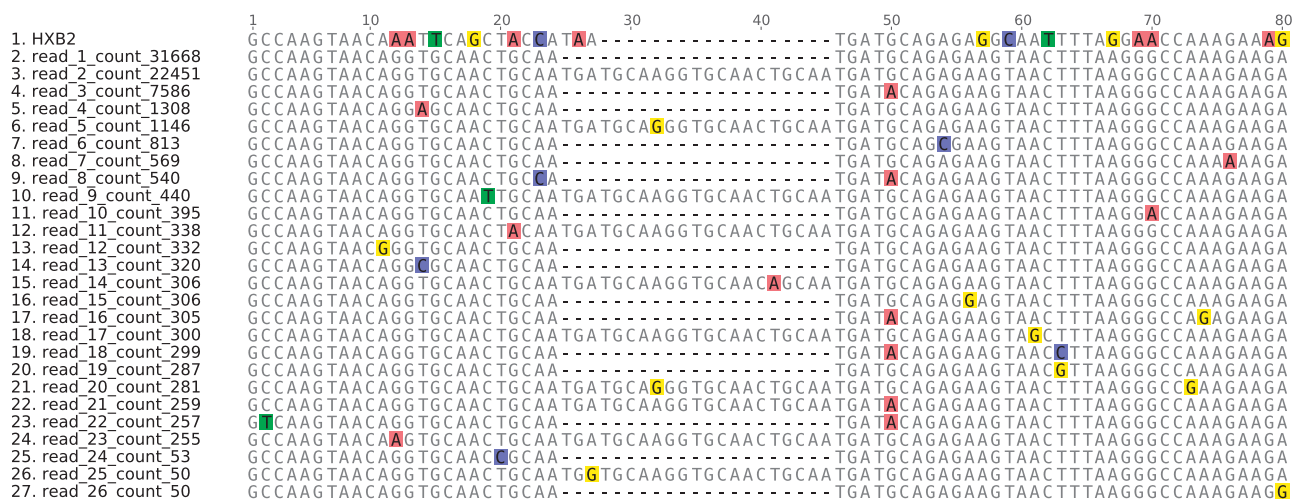 1 10 20 30 40 50 60 70 80
1. HXB2 GCCAAGTAACAAATTCAGCTACCATAA------------------TGATGCAGAGAGGCAATTTTAGGAACCAAAGAAAG
2. read_1_count_31668 GCCAAGTAACAGGTGCAACTGCAA---------------------TGATGCAGAGAAGTAACTTTAAGGGCCAAAGAAGA
3. read_2_count_22451 GCCAAGTAACAGGTGCAACTGCAATGATGCAAGGTGCAACTGCAATGATGCAGAGAAGTAACTTTAAGGGCCAAAGAAGA
4. read_3_count_7586 GCCAAGTAACAGGTGCAACTGCAA---------------------TGATACAGAGAAGTAACTTTAAGGGCCAAAGAAGA
5. read_4_count_1308 GCCAAGTAACAGGAGCAACTGCAA---------------------TGATGCAGAGAAGTAACTTTAAGGGCCAAAGAAGA
6. read_5_count_1146 GCCAAGTAACAGGTGCAACTGCAATGATGCAGGGTGCAACTGCAATGATGCAGAGAAGTAACTTTAAGGGCCAAAGAAGA
7. read_6_count_813 GCCAAGTAACAGGTGCAACTGCAA---------------------TGATGCAGCGAAGTAACTTTAAGGGCCAAAGAAGA
8. read_7_count_569 GCCAAGTAACAGGTGCAACTGCAA---------------------TGATGCAGAGAAGTAACTTTAAGGGCCAAAAAAGA
9. read_8_count_540 GCCAAGTAACAGGTGCAACTGCCA---------------------TGATACAGAGAAGTAACTTTAAGGGCCAAAGAAGA
10. read_9_count_440 GCCAAGTAACAGGTGCAATTGCAATGATGCAAGGTGCAACTGCAATGATGCAGAGAAGTAACTTTAAGGGCCAAAGAAGA
11. read_10_count_395 GCCAAGTAACAGGTGCAACTGCAA---------------------TGATGCAGAGAAGTAACTTTAAGGACCAAAGAAGA
12. read_11_count_338 GCCAAGTAACAGGTGCAACTACAATGATGCAAGGTGCAACTGCAATGATGCAGAGAAGTAACTTTAAGGGCCAAAGAAGA
13. read_12_count_332 GCCAAGTAACGGGTGCAACTGCAA---------------------TGATGCAGAGAAGTAACTTTAAGGGCCAAAGAAGA
14. read_13_count_320 GCCAAGTAACAGGCGCAACTGCAA---------------------TGATGCAGAGAAGTAACTTTAAGGGCCAAAGAAGA
15. read_14_count_306 GCCAAGTAACAGGTGCAACTGCAATGATGCAAGGTGCAACAGCAATGATGCAGAGAAGTAACTTTAAGGGCCAAAGAAGA
16. read_15_count_306 GCCAAGTAACAGGTGCAACTGCAA---------------------TGATGCAGAGGAGTAACTTTAAGGGCCAAAGAAGA
17. read_16_count_305 GCCAAGTAACAGGTGCAACTGCAA---------------------TGATACAGAGAAGTAACTTTAAGGGCCAGAGAAGA
18. read_17_count_300 GCCAAGTAACAGGTGCAACTGCAATGATGCAAGGTGCAACTGCAATGATGCAGAGAAGTAGCTTTAAGGGCCAAAGAAGA
19. read_18_count_299 GCCAAGTAACAGGTGCAACTGCAA---------------------TGATACAGAGAAGTAACCTTAAGGGCCAAAGAAGA
20. read_19_count_287 GCCAAGTAACAGGTGCAACTGCAA---------------------TGATGCAGAGAAGTAACGTTAAGGGCCAAAGAAGA
21. read_20_count_281 GCCAAGTAACAGGTGCAACTGCAATGATGCAGGGTGCAACTGCAATGATGCAGAGAAGTAACTTTAAGGGCCGAAGAAGA
22. read_21_count_259 GCCAAGTAACAGGTGCAACTGCAATGATGCAAGGTGCAACTGCAATGATACAGAGAAGTAACTTTAAGGGCCAAAGAAGA
23. read_22_count_257 GTCAAGTAACAGGTGCAACTGCAA---------------------TGATACAGAGAAGTAACTTTAAGGGCCAAAGAAGA
24. read_23_count_255 GCCAAGTAACAAGTGCAACTGCAATGATGCAAGGTGCAACTGCAATGATGCAGAGAAGTAACTTTAAGGGCCAAAGAAGA
25. read_24_count_53 GCCAAGTAACAGGTGCAACCGCAA---------------------TGATGCAGAGAAGTAACTTTAAGGGCCAAAGAAGA
26. read_25_count_50 GCCAAGTAACAGGTGCAACTGCAATGGTGCAAGGTGCAACTGCAATGATGCAGAGAAGTAACTTTAAGGGCCAAAGAAGA
27. read_26_count_50 GCCAAGTAACAGGTGCAACTGCAA---------------------TGATGCAGAGAAGTAACTTTAAGGGCCAAAGAAGG